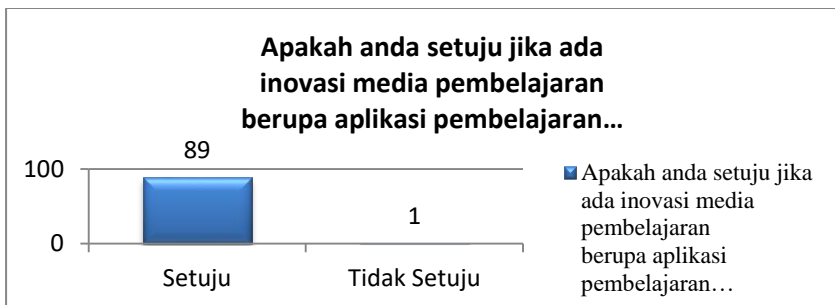 Apakah anda setuju jika ada
inovasi media pembelajaran
berupa aplikasi pembelajaran…
89
100
1
0
Setuju
Tidak Setuju
Apakah anda setuju jika
ada inovasi media
pembelajaran
berupa aplikasi
pembelajaran…